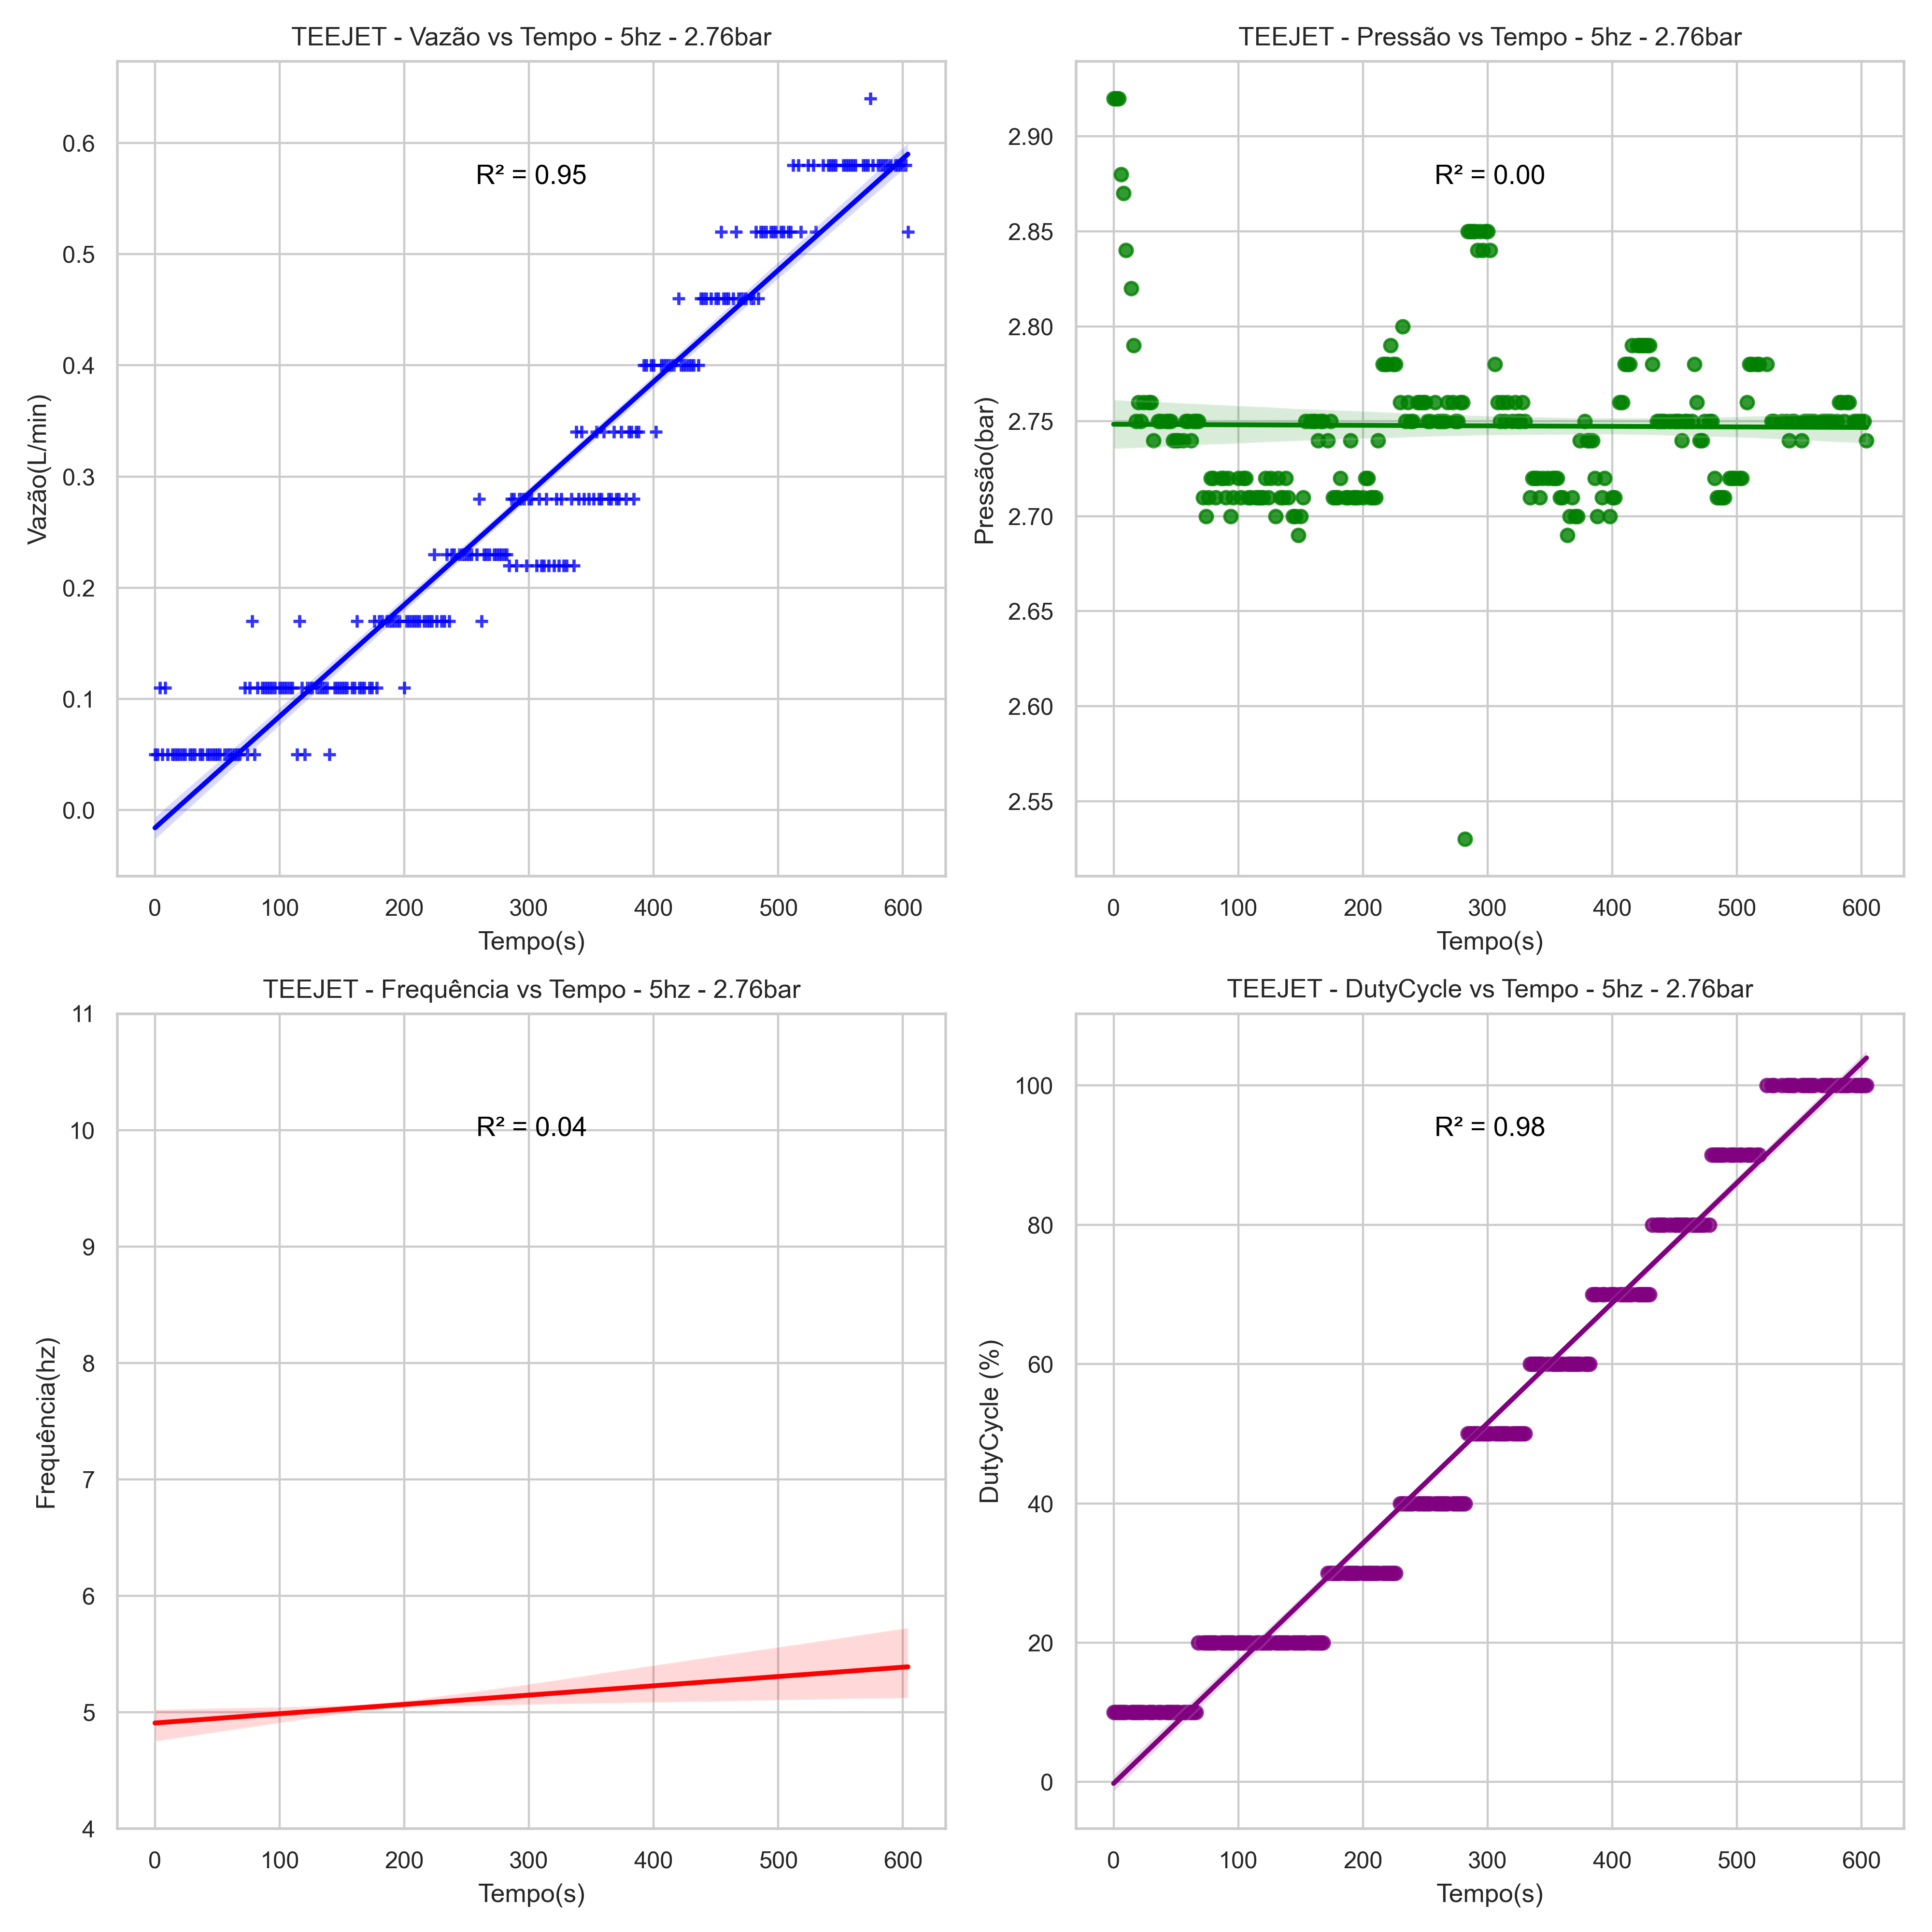 TEEJET - Vazão vs Tempo - 5hz - 2.76bar
R² = 0.95
Vazão(L/min)
0.6
0.5
0.4
0.3
0.2
0.1
0.0
0 100 200 300 400 500 600
Tempo(s)
TEEJET - Pressão vs Tempo - 5hz - 2.76bar
R² = 0.00
Pressão(bar)
2.90
2.85
2.80
2.75
2.70
2.65
2.60
2.55
0 100 200 300 400 500 600
Tempo(s)
TEEJET - Frequência vs Tempo - 5hz - 2.76bar
R² = 0.04
Frequência(hz)
11
10
9
8
7
6
5
4
0 100 200 300 400 500 600
Tempo(s)
TEEJET - DutyCycle vs Tempo - 5hz - 2.76bar
R² = 0.98
DutyCycle (%)
100
80
60
40
20
0
0 100 200 300 400 500 600
Tempo(s)